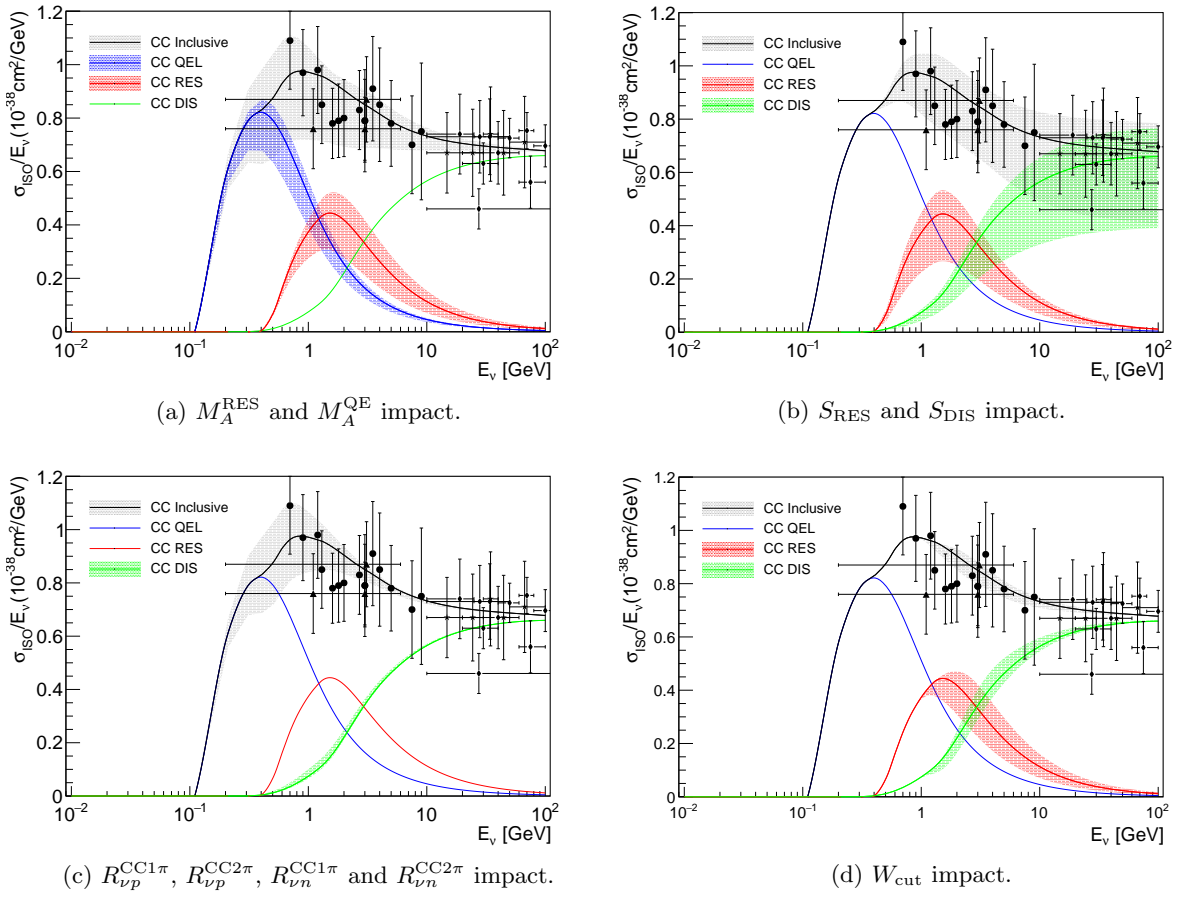 σ_ISO/E_ν(10^-38cm^2/GeV)
1.2
1
0.8
0.6
0.4
0.2
0
CC Inclusive
CC QEL
CC RES
CC DIS
10^−2 10^−1 1 10 10^2
E_ν [GeV]
(a) M_A^RES and M_A^QE impact.
σ_ISO/E_ν(10^-38cm^2/GeV)
1.2
1
0.8
0.6
0.4
0.2
0
CC Inclusive
CC QEL
CC RES
CC DIS
10^−2 10^−1 1 10 10^2
E_ν [GeV]
(b) S_RES and S_DIS impact.
σ_ISO/E_ν(10^-38cm^2/GeV)
1.2
1
0.8
0.6
0.4
0.2
0
CC Inclusive
CC QEL
CC RES
CC DIS
10^−2 10^−1 1 10 10^2
E_ν [GeV]
(c) R_νp^CC1π, R_νp^CC2π, R_νn^CC1π and R_νn^CC2π impact.
σ_ISO/E_ν(10^-38cm^2/GeV)
1.2
1
0.8
0.6
0.4
0.2
0
CC Inclusive
CC QEL
CC RES
CC DIS
10^−2 10^−1 1 10 10^2
E_ν [GeV]
(d) W_cut impact.